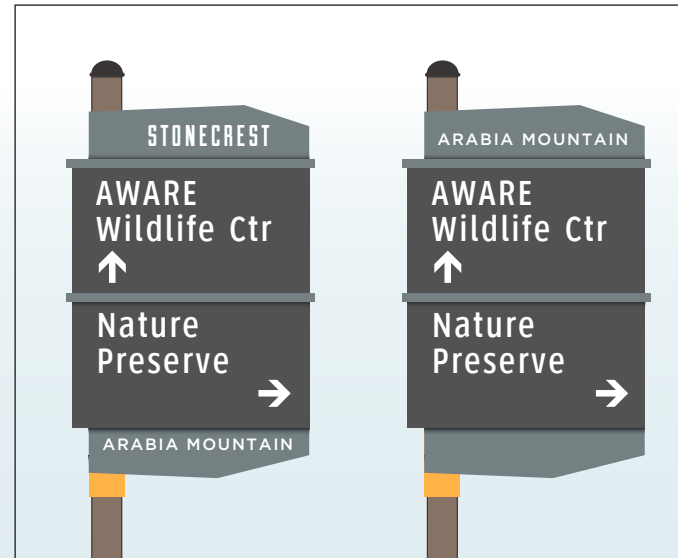 STONECREST
AWARE
Wildlife Ctr
Nature
Preserve
ARABIA MOUNTAIN
ARABIA MOUNTAIN
AWARE
Wildlife Ctr
Nature
Preserve